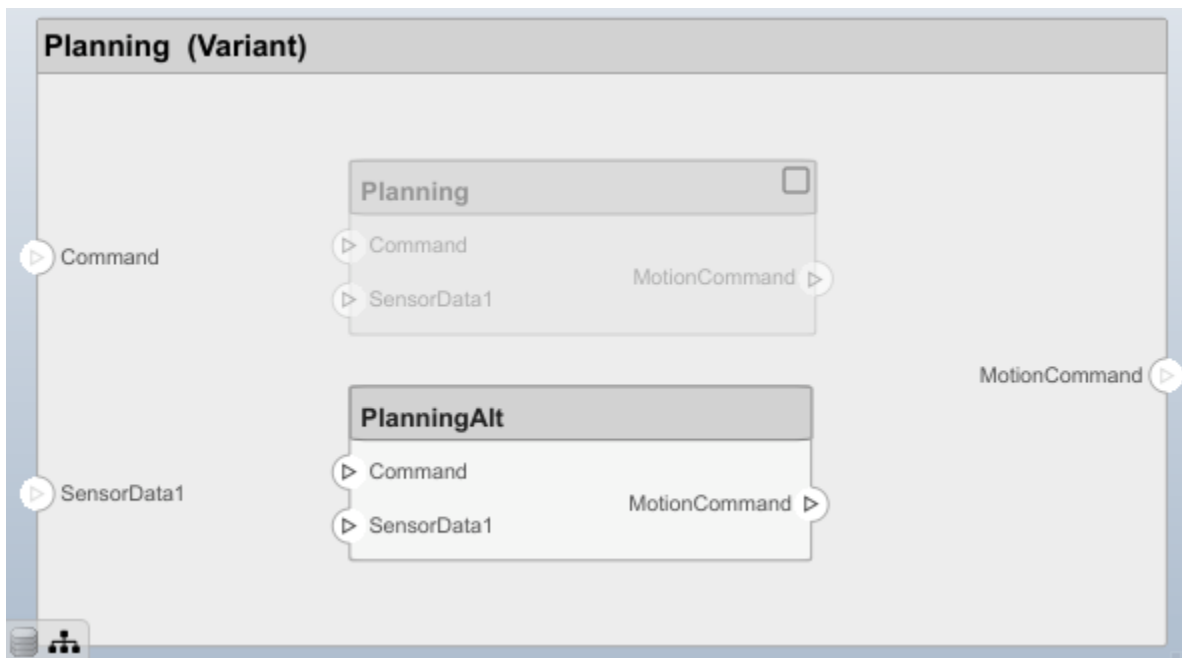 Planning (Variant)
Planning
Command
Command
MotionCommand
SensorData1
MotionCommand
PlanningAlt
Command
SensorData1
MotionCommand
SensorData1